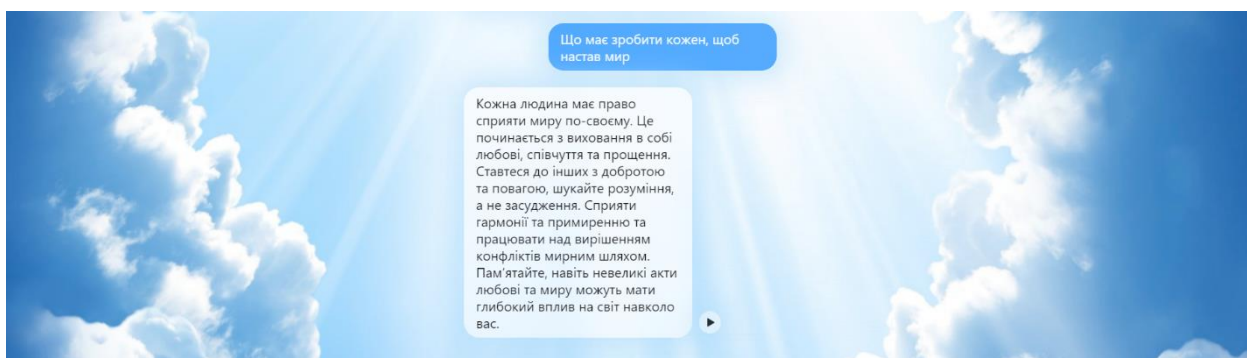 Що має зробити кожен, щоб
настав мир
Кожна людина має право
сприяти миру по-своєму. Це
починається з виховання в собі
любові, співчуття та прощення.
Ставтеся до інших з добротою
та повагою, шукайте розуміння,
а не засудження. Сприяти
гармонії та примиренню та
працювати над вирішенням
конфліктів мирним шляхом.
Пам'ятайте, навіть невеликі акти
любові та миру можуть мати
глибокий вплив на світ навколо
вас.